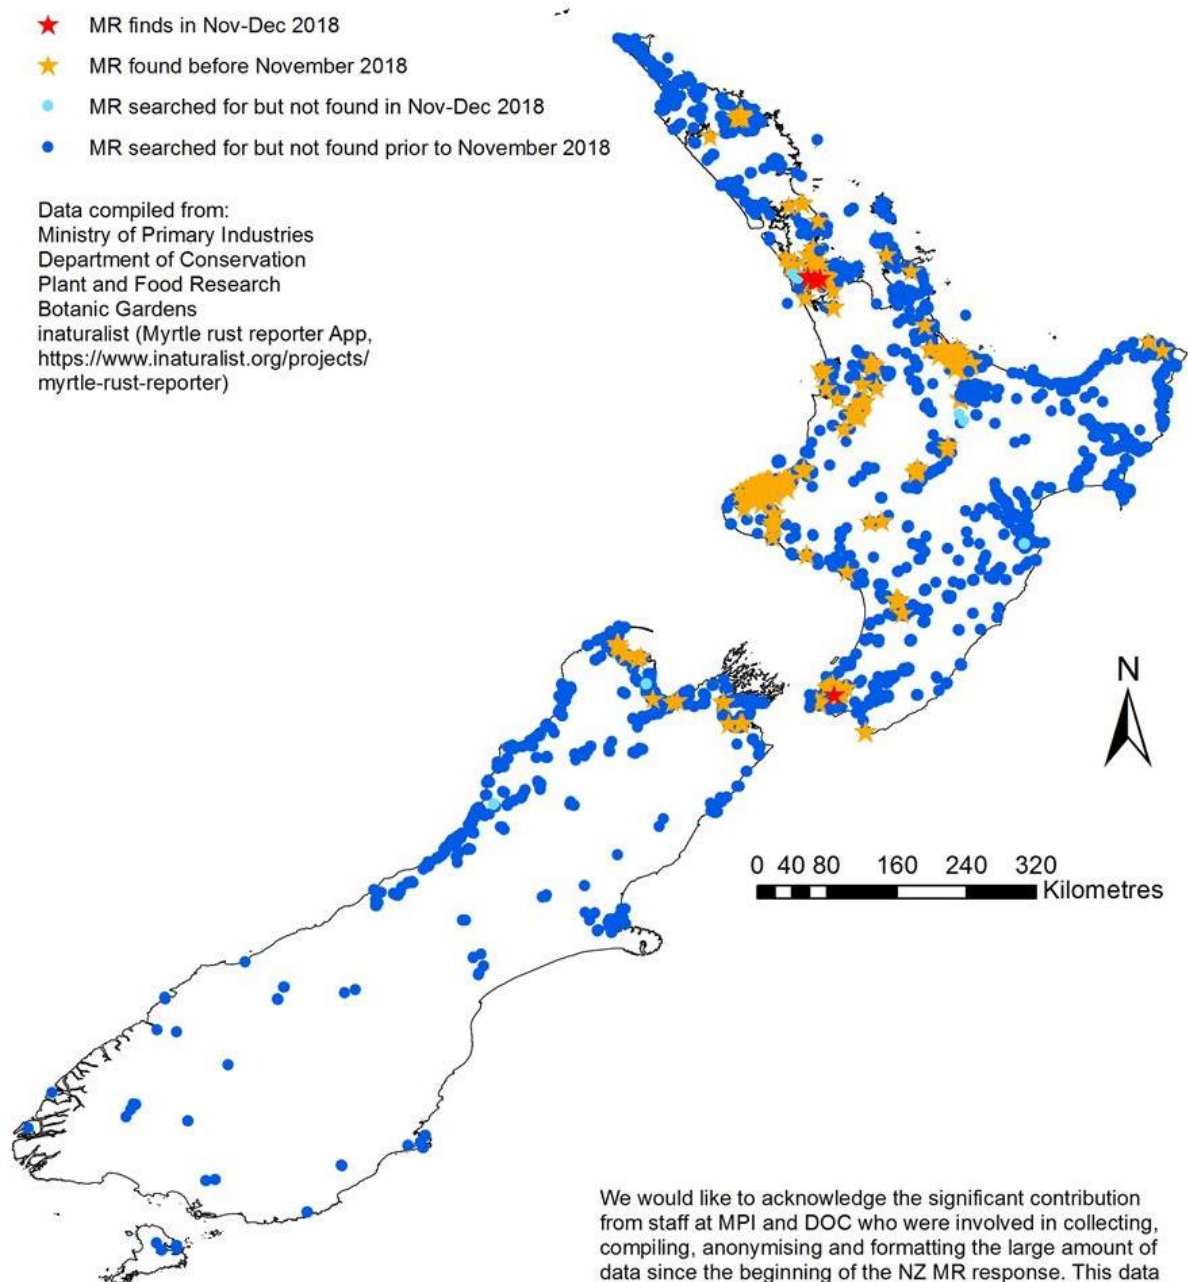 MR finds in Nov-Dec 2018
MR found before November 2018
MR searched for but not found in Nov-Dec 2018
MR searched for but not found prior to November 2018
Data compiled from:
Ministry of Primary Industries
Department of Conservation
Plant and Food Research
Botanic Gardens
inaturalist (Myrtle rust reporter App,
https://www.inaturalist.org/projects/
myrtle-rust-reporter)
N
0 40 80 160 240 320
Kilometres
We would like to acknowledge the significant contribution
from staff at MPI and DOC who were involved in collecting,
compiling, anonymising and formatting the large amount of
data since the beginning of the NZ MR response. This data